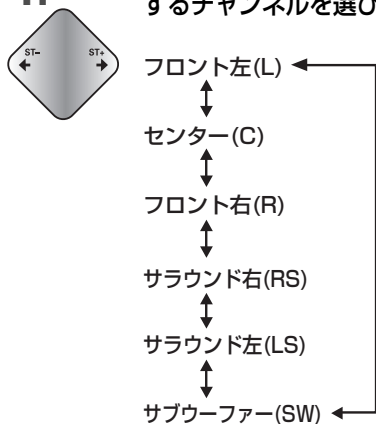 するチャンネルを選び
ST− ST+
フロント左(L)
センター(C)
フロント右(R)
サラウンド右(RS)
サラウンド左(LS)
サブウーファー(SW)